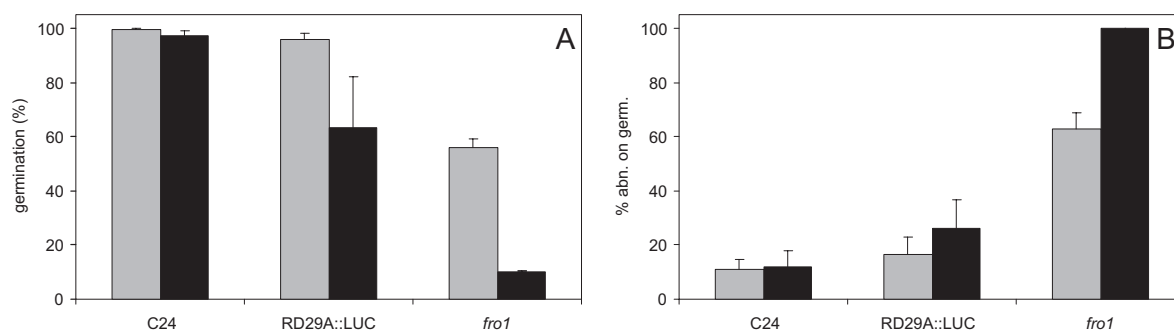 A
germination (%)
100
80
60
40
20
0
C24
RD29A::LUC
fro1
B
% abn. on germ.
100
80
60
40
20
0
C24
RD29A::LUC
fro1